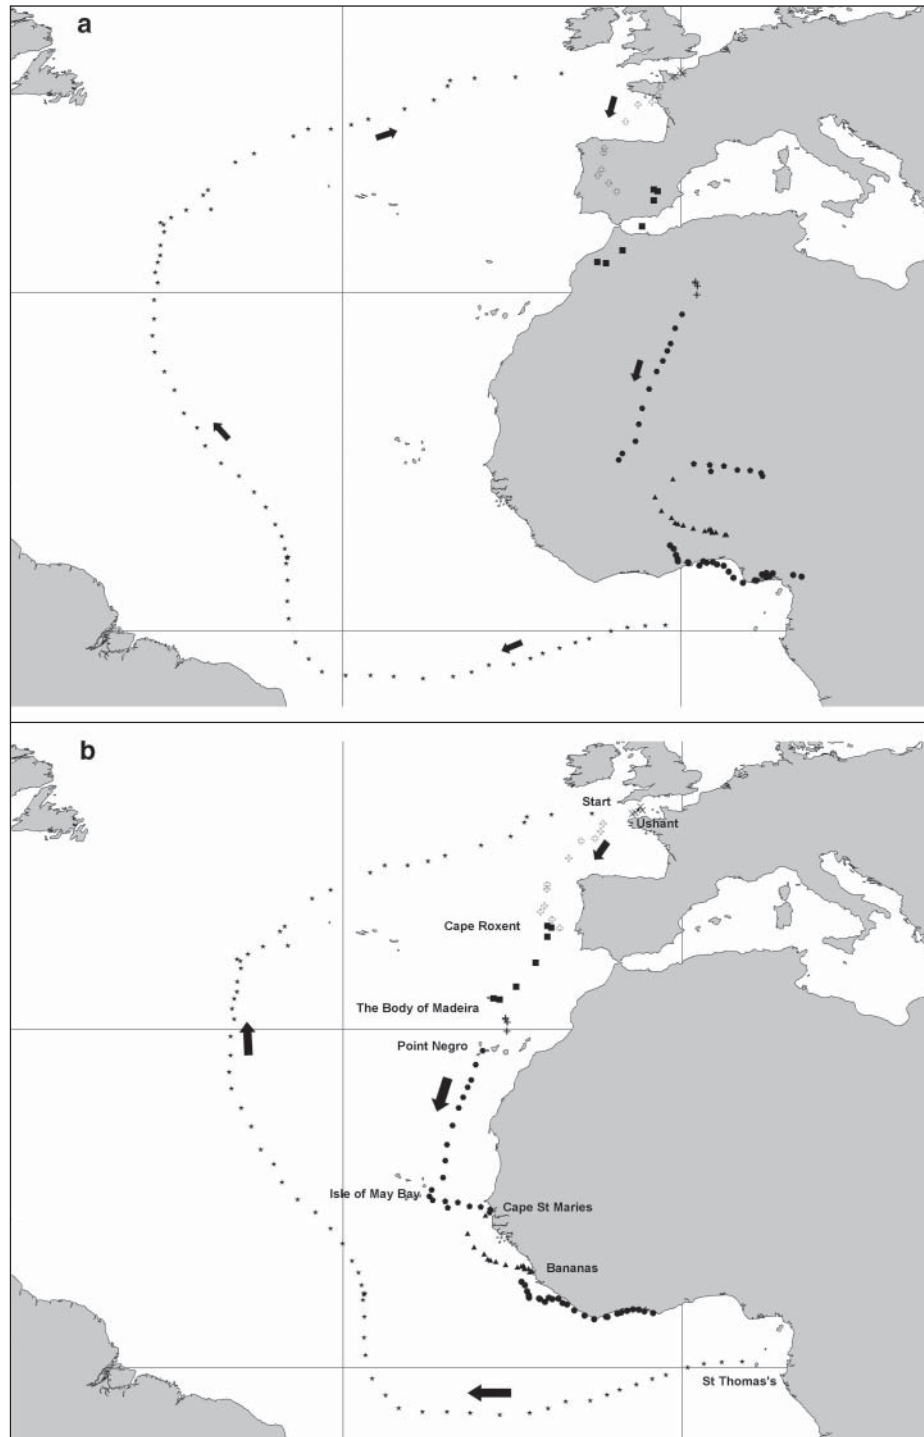 a
b
Start
Ushant
Cape Roxent
The Body of Madeira
Point Negro
Isle of May Bay
Cape St Maries
Bananas
St Thomas's